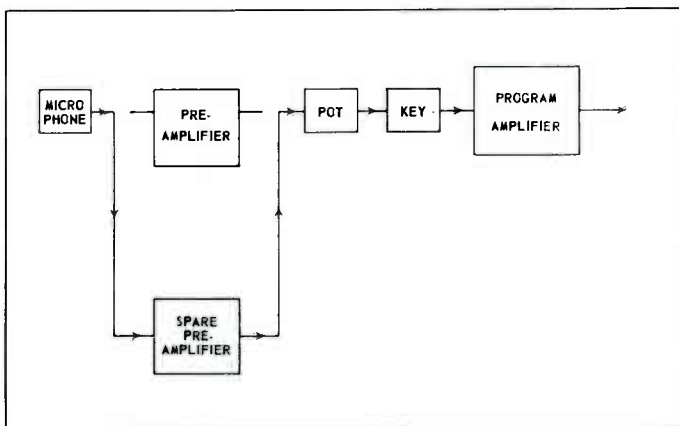 MICRO
PHONE
PRE-
AMPLIFIER
POT
KEY
PROGRAM
AMPLIFIER
SPARE
PRE-
AMPLIFIER